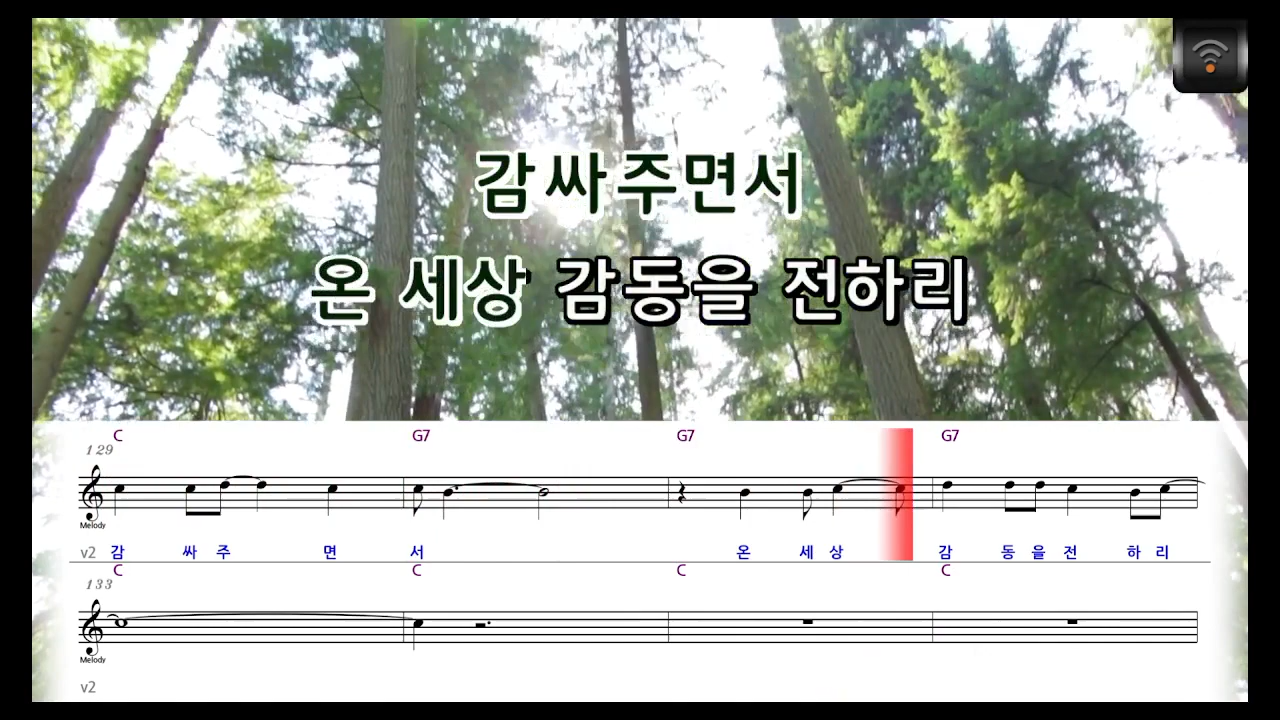 감싸주면서
온 세상 감동을 전하리
C G7 G7 G7
129
Melody
v2 감 싸 주 면 서 온 세 상 감 동 을 전 하 리
C C C C
133
Melody
v2